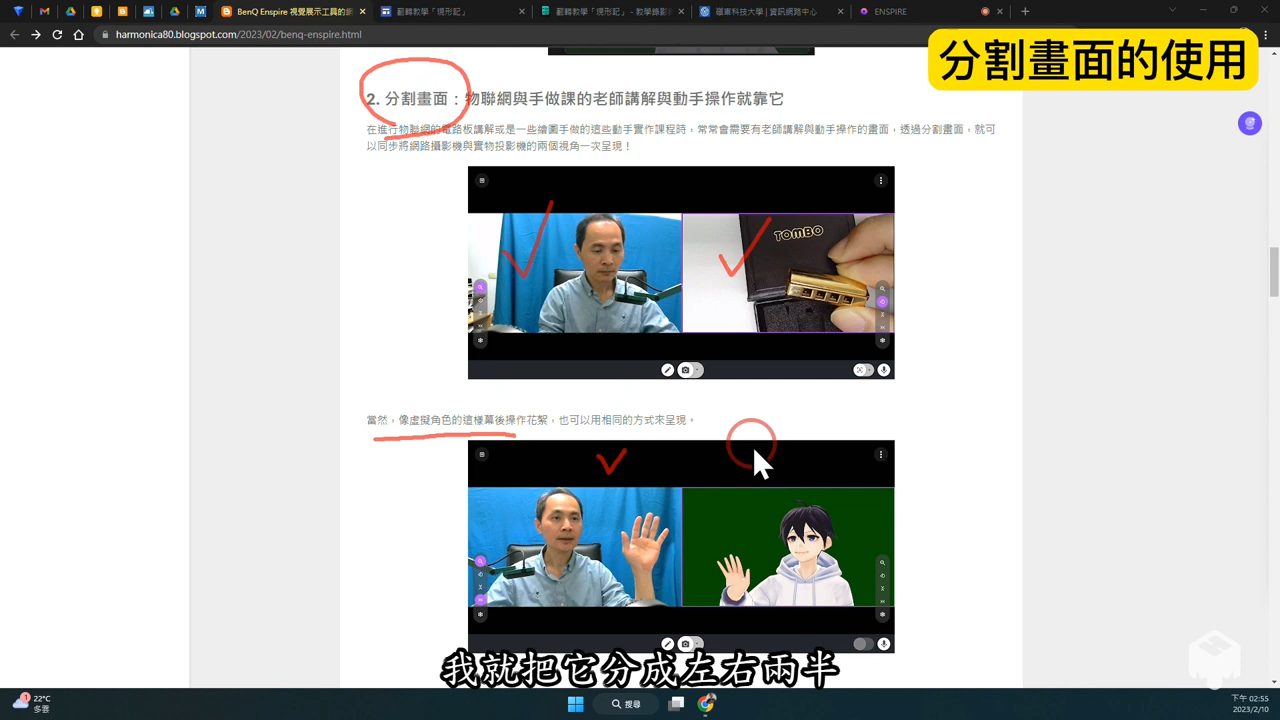 BenQ Enspire 視覺展示工具的網
翻轉教學「現形記」
翻轉教學「現形記」- 教學錄影
嶺東科技大學 | 資訊網路中心
ENSPIRE
harmonica80.blogspot.com/2023/02/benq-enspire.html
分割畫面的使用
2. 分割畫面：物聯網與手做課的老師講解與動手操作就靠它
在進行物聯網的電路板講解或是一些繪圖手做的這些動手實作課程時，常常會需要有老師講解與動手操作的畫面，透過分割畫面，就可
以同步將網路攝影機與實物投影機的兩個視角一次呈現！
TOMBO
當然，像虛擬角色的這樣幕後操作花絮，也可以用相同的方式來呈現。
我就把它分成左右兩半
22°C
多雲
搜尋
下午 02:55
2023/2/10